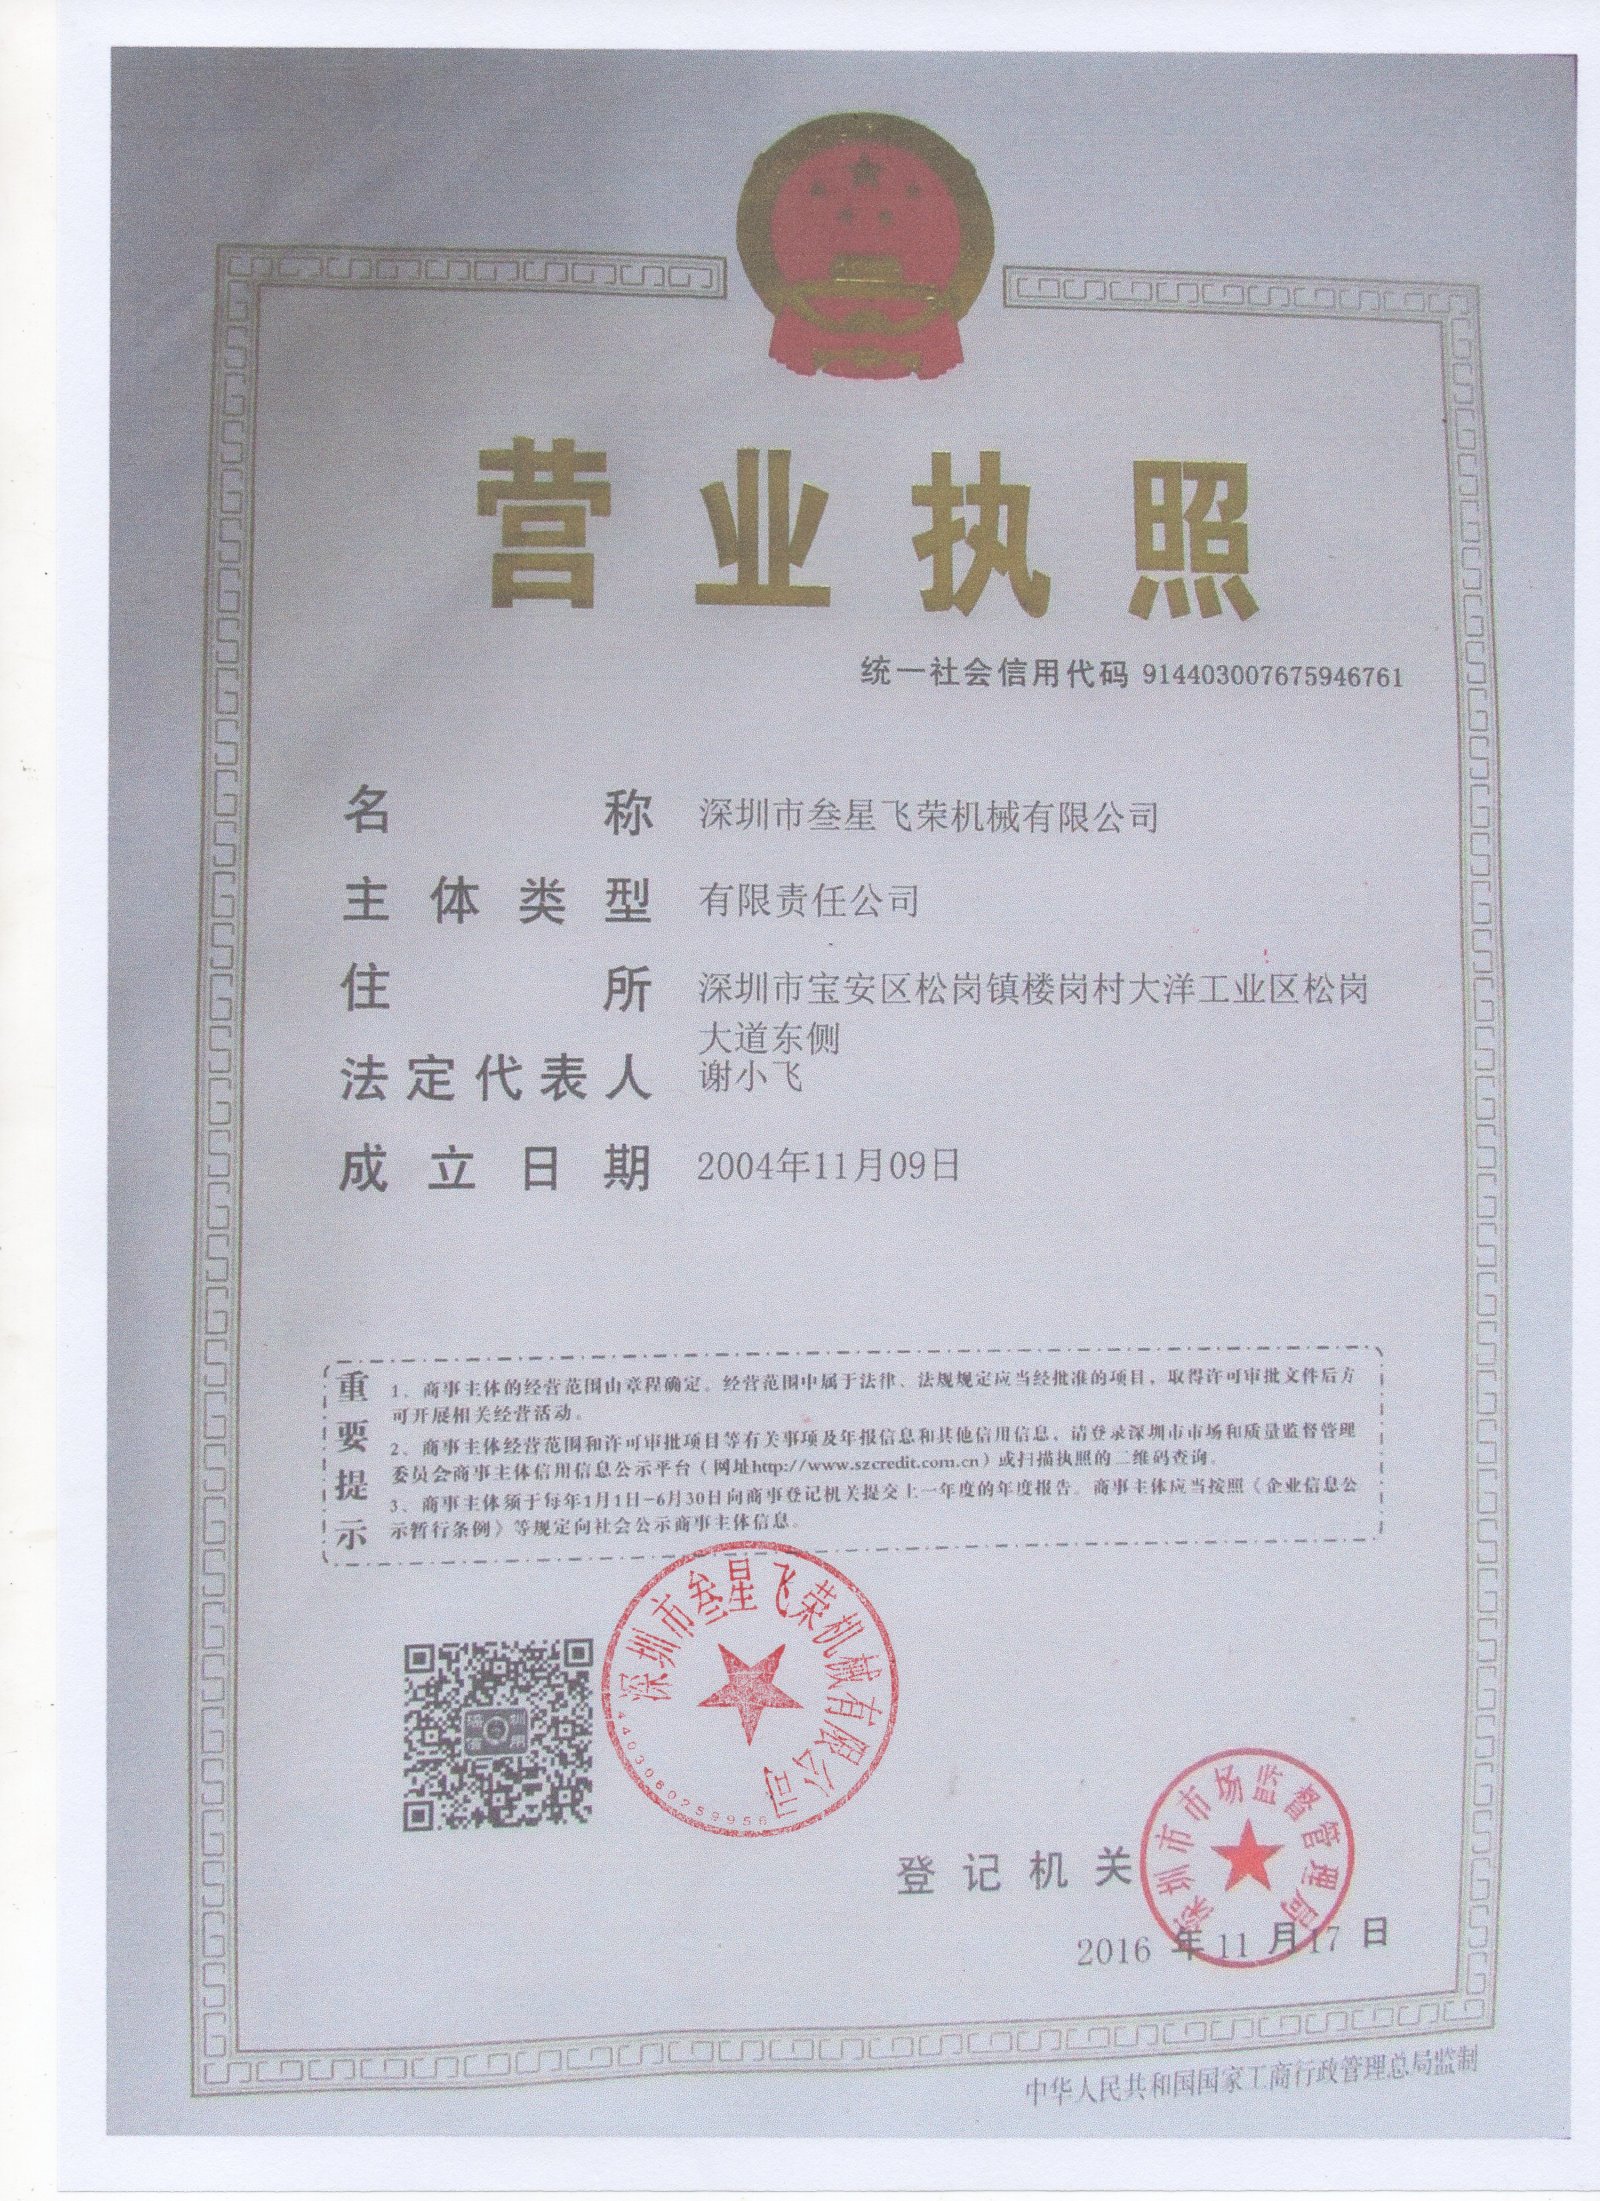 营业执照
统一社会信用代码 914403007675946761
名称 深圳市叁星飞荣机械有限公司
主体类型 有限责任公司
住所 深圳市宝安区松岗镇楼岗村大洋工业区松岗
大道东侧
法定代表人 谢小飞
成立日期 2004年11月09日
重要提示
1、商事主体的经营范围由章程确定。经营范围中属于法律、法规规定应当经批准的项目，取得许可审批文件后方
可开展相关经营活动。
2、商事主体经营范围和许可审批项目等有关事项及年报信息和其他信用信息，请登录深圳市市场和质量监督管理
委员会商事主体信用信息公示平台（网址http://www.szcredit.com.cn）或扫描执照的二维码查询。
3、商事主体须于每年1月1日-6月30日向商事登记机关提交上一年度的年度报告。商事主体应当按照《企业信息公
示暂行条例》等规定向社会公示商事主体信息。
深圳市叁星飞荣机械有限公司
4403060259956
深圳信用
登记机关
深圳市市场监督管理局
2016 年 11 月 17 日
中华人民共和国国家工商行政管理总局监制